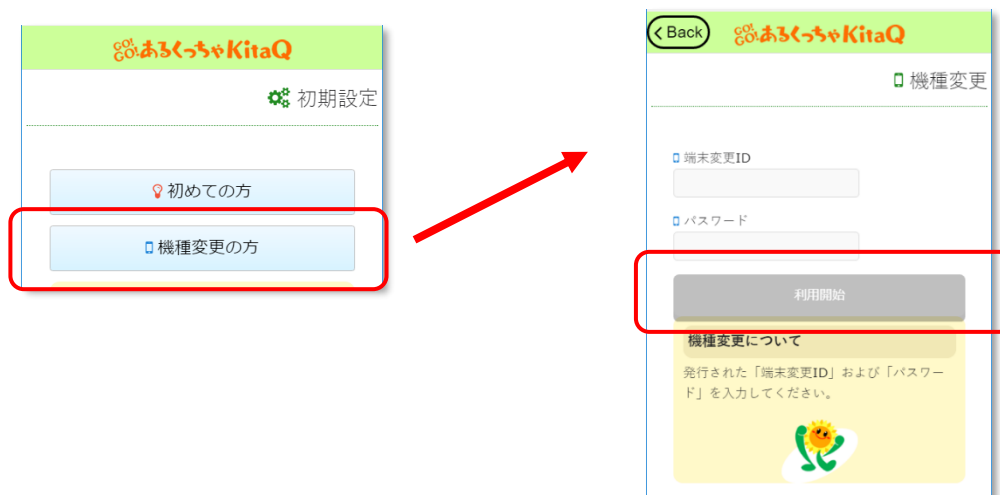 GO! GO! あるくっちゃKitaQ
初期設定
初めての方
機種変更の方
Back
GO! GO! あるくっちゃKitaQ
機種変更
端末変更ID
パスワード
利用開始
機種変更について
発行された「端末変更ID」および「パスワー
ド」を入力してください。